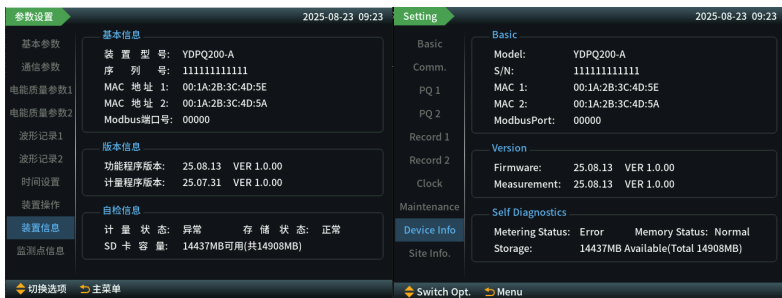 参数设置
2025-08-23 09:23
基本参数
通信参数
电能质量参数1
电能质量参数2
波形记录1
波形记录2
时间设置
装置操作
装置信息
监测点信息
基本信息
装 置 型 号: YDPQ200-A
序 列 号: 111111111111
MAC 地址 1: 00:1A:2B:3C:4D:5E
MAC 地址 2: 00:1A:2B:3C:4D:5A
Modbus端口号: 00000
版本信息
功能程序版本: 25.08.13 VER 1.0.00
计量程序版本: 25.07.31 VER 1.0.00
自检信息
计 量 状 态: 异常 存 储 状 态: 正常
SD 卡 容 量: 14437MB可用(共14908MB)
切换选项 主菜单
Setting
2025-08-23 09:23
Basic
Comm.
PQ 1
PQ 2
Record 1
Record 2
Clock
Maintenance
Device Info
Site Info.
Basic
Model: YDPQ200-A
S/N: 111111111111
MAC 1: 00:1A:2B:3C:4D:5E
MAC 2: 00:1A:2B:3C:4D:5A
ModbusPort: 00000
Version
Firmware: 25.08.13 VER 1.0.00
Measurement: 25.08.13 VER 1.0.00
Self Diagnostics
Metering Status: Error Memory Status: Normal
Storage: 14437MB Available(Total 14908MB)
Switch Opt. Menu